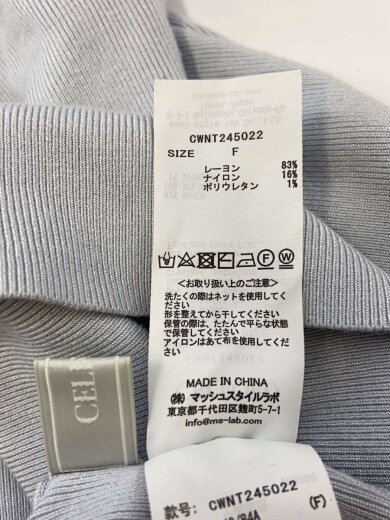 CWNT245022
SIZE F
レーヨン 83%
ナイロン 16%
ポリウレタン 1%
<お取り扱い上のご注意>
洗たくの際はネットを使用してくだ
さい
形を整えてから干してください
保管の際は、たたんで平らな状態
で保管してください
アイロンはあて布を使用してくだ
さい
MADE IN CHINA
(株) マッシュスタイルラボ
東京都千代田区麹町5-7-1
info@ms-lab.com
CEL
款号: CWNT245022
(F)